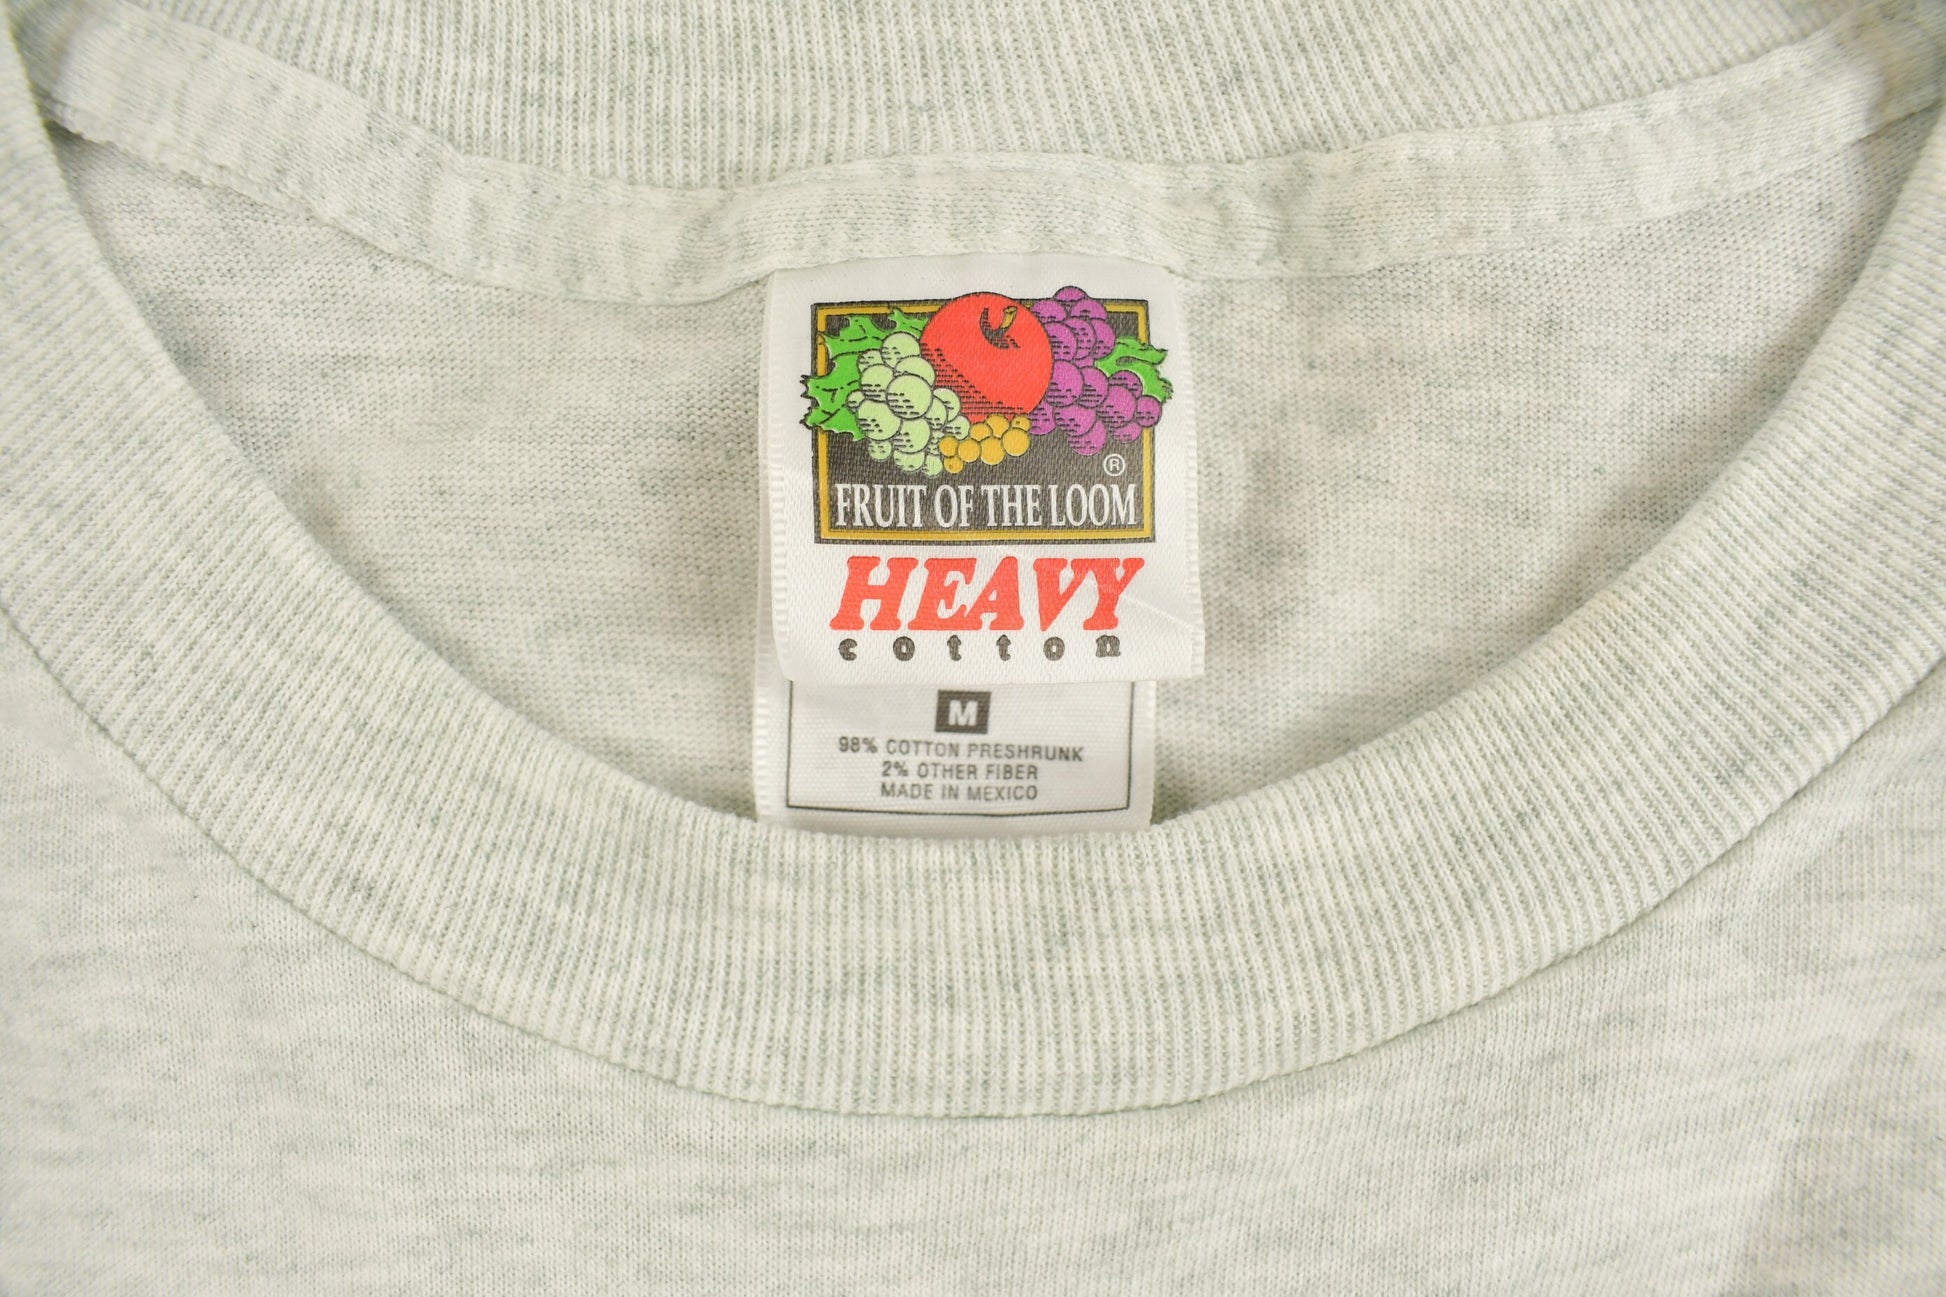 ®
FRUIT OF THE LOOM
HEAVY
cotton
M
98% COTTON PRESHRUNK
2% OTHER FIBER
MADE IN MEXICO